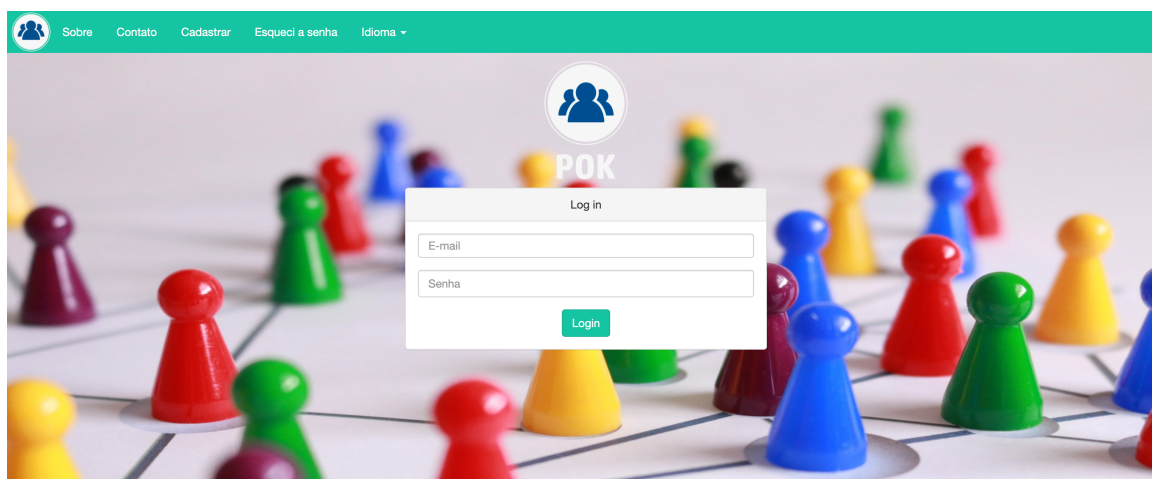 Sobre Contato Cadastrar Esqueci a senha Idioma
POK
Log in
E-mail
Senha
Login